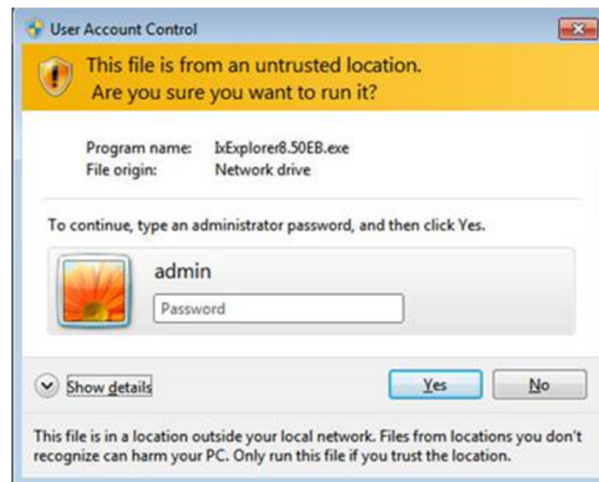 User Account Control
This file is from an untrusted location.
Are you sure you want to run it?
Program name: IxExplorer8.50EB.exe
File origin: Network drive
To continue, type an administrator password, and then click Yes.
admin
Password
Show details
Yes No
This file is in a location outside your local network. Files from locations you don't
recognize can harm your PC. Only run this file if you trust the location.